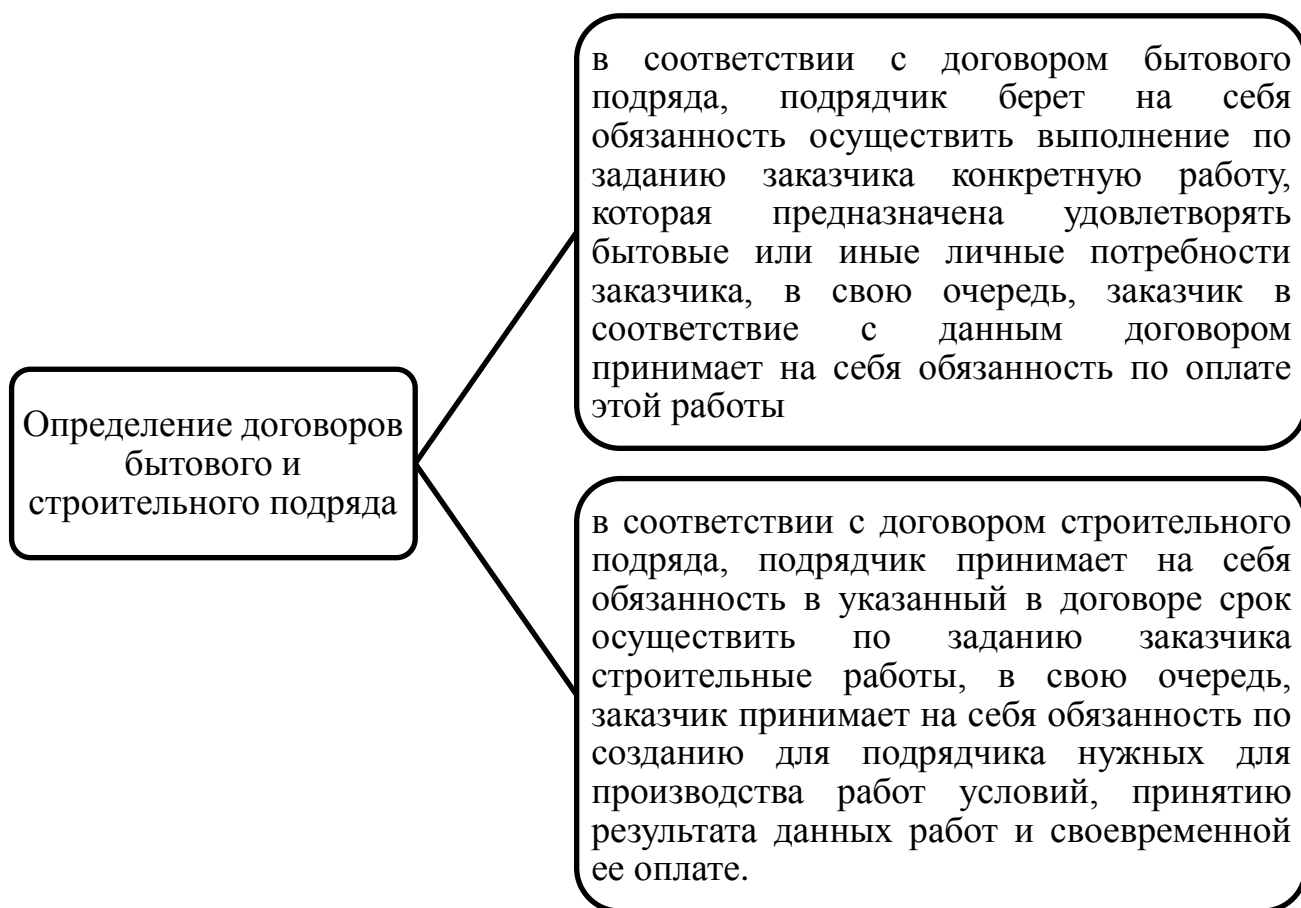 Определение договоров
бытового и
строительного подряда
в соответствии с договором бытового
подряда, подрядчик берет на себя
обязанность осуществить выполнение по
заданию заказчика конкретную работу,
которая предназначена удовлетворять
бытовые или иные личные потребности
заказчика, в свою очередь, заказчик в
соответствие с данным договором
принимает на себя обязанность по оплате
этой работы
в соответствии с договором строительного
подряда, подрядчик принимает на себя
обязанность в указанный в договоре срок
осуществить по заданию заказчика
строительные работы, в свою очередь,
заказчик принимает на себя обязанность по
созданию для подрядчика нужных для
производства работ условий, принятию
результата данных работ и своевременной
ее оплате.